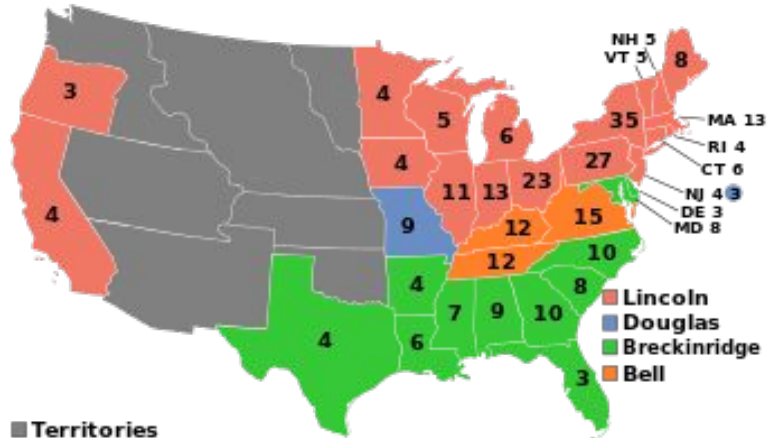 NH 5
VT 5
8
3
4
5
6
35
MA 13
RI 4
CT 6
4
27
11
13
23
NJ 4 3
DE 3
MD 8
4
9
12
15
12
10
4
8
7
9
10
6
4
3
Lincoln
Douglas
Breckinridge
Bell
Territories